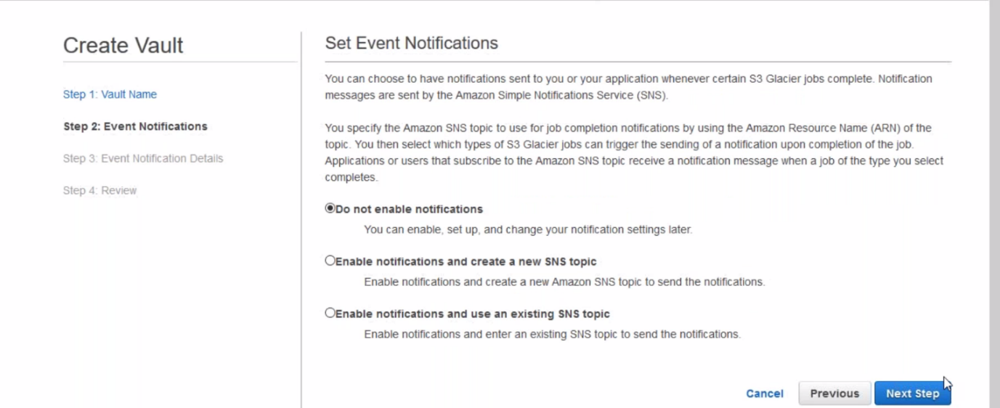 Create Vault
Step 1: Vault Name
Step 2: Event Notifications
Step 3: Event Notification Details
Step 4: Review
Set Event Notifications
You can choose to have notifications sent to you or your application whenever certain S3 Glacier jobs complete. Notification
messages are sent by the Amazon Simple Notifications Service (SNS).
You specify the Amazon SNS topic to use for job completion notifications by using the Amazon Resource Name (ARN) of the
topic. You then select which types of S3 Glacier jobs can trigger the sending of a notification upon completion of the job.
Applications or users that subscribe to the Amazon SNS topic receive a notification message when a job of the type you select
completes.
Do not enable notifications
You can enable, set up, and change your notification settings later.
Enable notifications and create a new SNS topic
Enable notifications and create a new Amazon SNS topic to send the notifications.
Enable notifications and use an existing SNS topic
Enable notifications and enter an existing SNS topic to send the notifications.
Cancel Previous Next Step